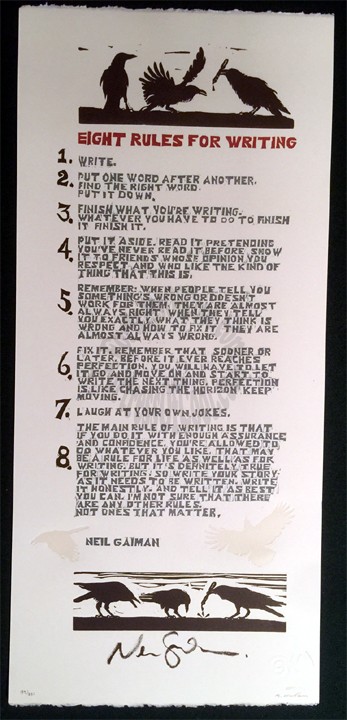 EIGHT RULES FOR WRITING
1. WRITE.
2. PUT ONE WORD AFTER ANOTHER.
FIND THE RIGHT WORD.
PUT IT DOWN.
3. FINISH WHAT YOU'RE WRITING.
WHATEVER YOU HAVE TO DO TO FINISH
IT FINISH IT.
4. PUT IT ASIDE. READ IT PRETENDING
YOU'VE NEVER READ IT BEFORE. SHOW
IT TO FRIENDS WHOSE OPINION YOU
RESPECT AND WHO LIKE THE KIND OF
THING THAT THIS IS.
5. REMEMBER: WHEN PEOPLE TELL YOU
SOMETHING'S WRONG OR DOESN'T
WORK FOR THEM, THEY ARE ALMOST
ALWAYS RIGHT. WHEN THEY TELL
YOU EXACTLY WHAT THEY THINK IS
WRONG AND HOW TO FIX IT, THEY ARE
ALMOST ALWAYS WRONG.
6. FIX IT. REMEMBER THAT, SOONER OR
LATER, BEFORE IT EVER REACHES
PERFECTION, YOU WILL HAVE TO LET
IT GO AND MOVE ON AND START TO
WRITE THE NEXT THING. PERFECTION
IS LIKE CHASING THE HORIZON. KEEP
MOVING.
7. LAUGH AT YOUR OWN JOKES.
8. THE MAIN RULE OF WRITING IS THAT
IF YOU DO IT WITH ENOUGH ASSURANCE
AND CONFIDENCE, YOU'RE ALLOWED TO
DO WHATEVER YOU LIKE. THAT MAY
BE A RULE FOR LIFE AS WELL AS FOR
WRITING. BUT IT'S DEFINITELY TRUE
FOR WRITING. SO WRITE YOUR STORY
AS IT NEEDS TO BE WRITTEN. WRITE
IT HONESTLY, AND TELL IT AS BEST
YOU CAN. I'M NOT SURE THAT THERE
ARE ANY OTHER RULES.
NOT ONES THAT MATTER.
NEIL GAIMAN